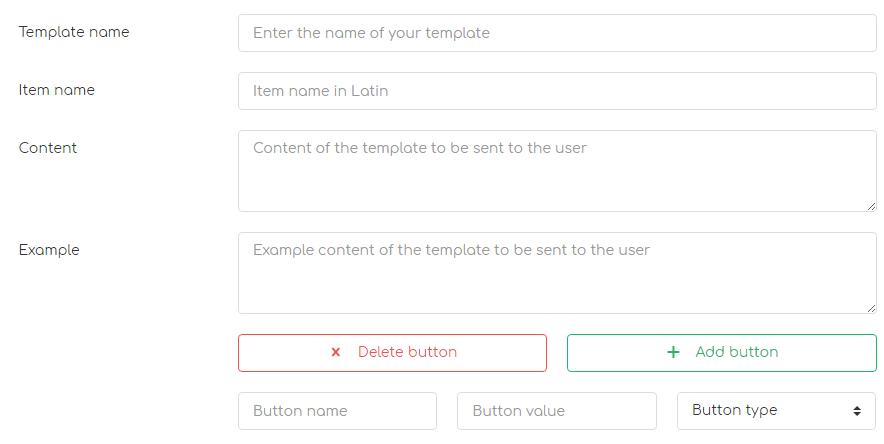 Template name
Enter the name of your template
Item name
Item name in Latin
Content
Content of the template to be sent to the user
Example
Example content of the template to be sent to the user
Delete button
Add button
Button name
Button value
Button type